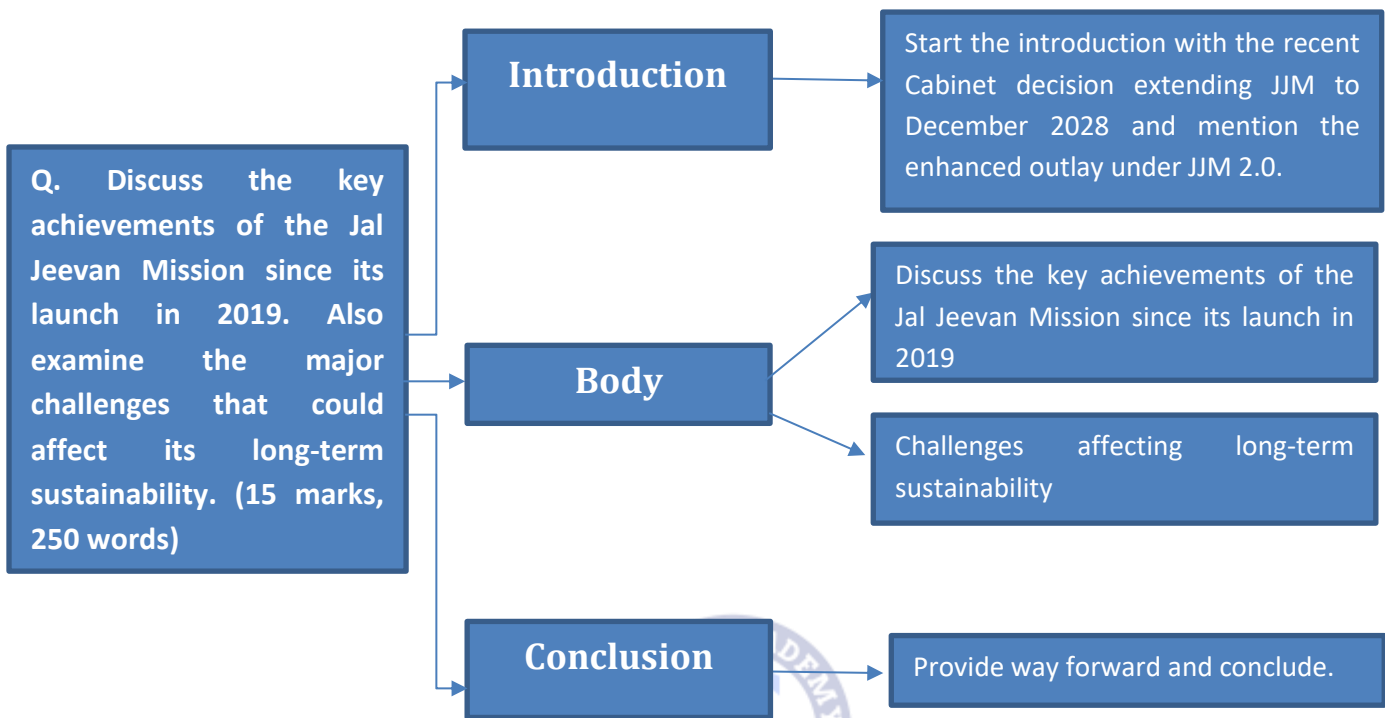 Q. Discuss the key
achievements of the Jal
Jeevan Mission since its
launch in 2019. Also
examine the major
challenges that could
affect its long-term
sustainability. (15 marks,
250 words)
Introduction
Start the introduction with the recent
Cabinet decision extending JJM to
December 2028 and mention the
enhanced outlay under JJM 2.0.
Body
Discuss the key achievements of the
Jal Jeevan Mission since its launch in
2019
Challenges affecting long-term
sustainability
Conclusion
Provide way forward and conclude.